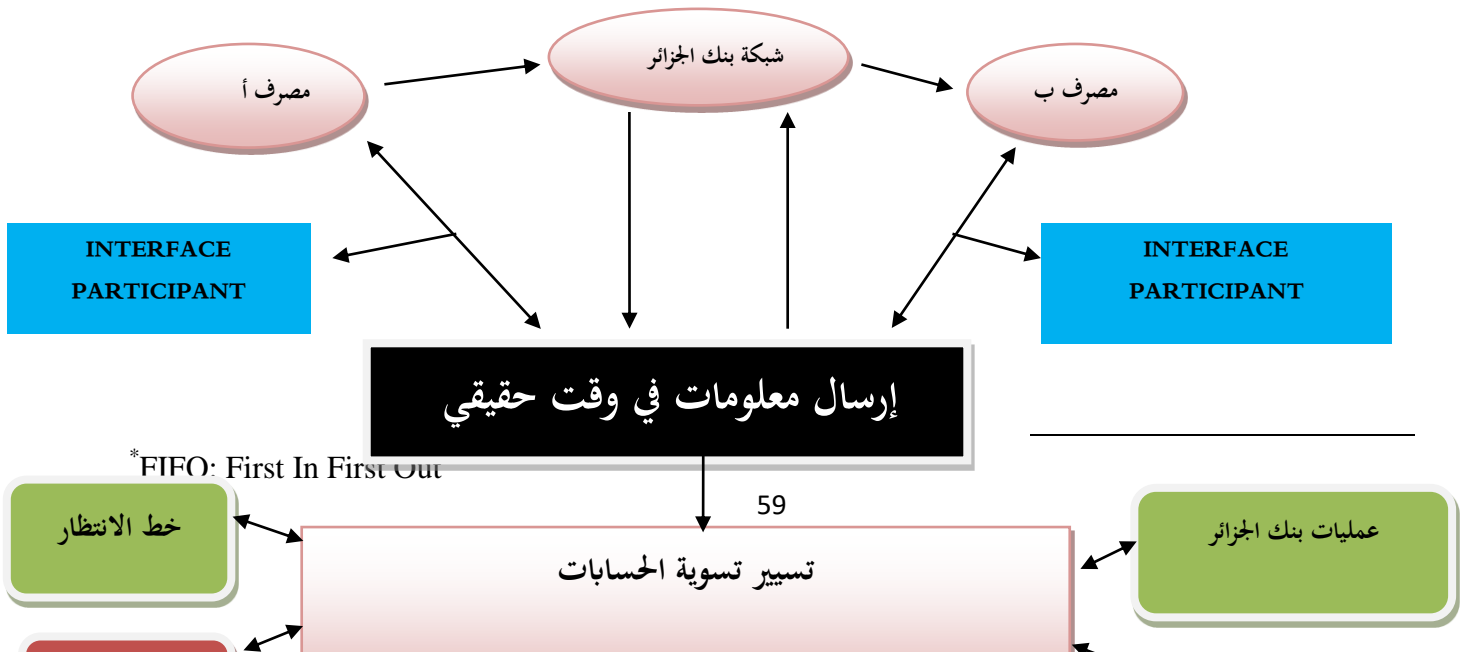 شبكة بنك الجزائر
مصرف أ
مصرف ب
INTERFACE
PARTICIPANT
INTERFACE
PARTICIPANT
إرسال معلومات في وقت حقيقي
*FIFO: First In First Out
59
خط الانتظار
عمليات بنك الجزائر
تسيير تسوية الحسابات